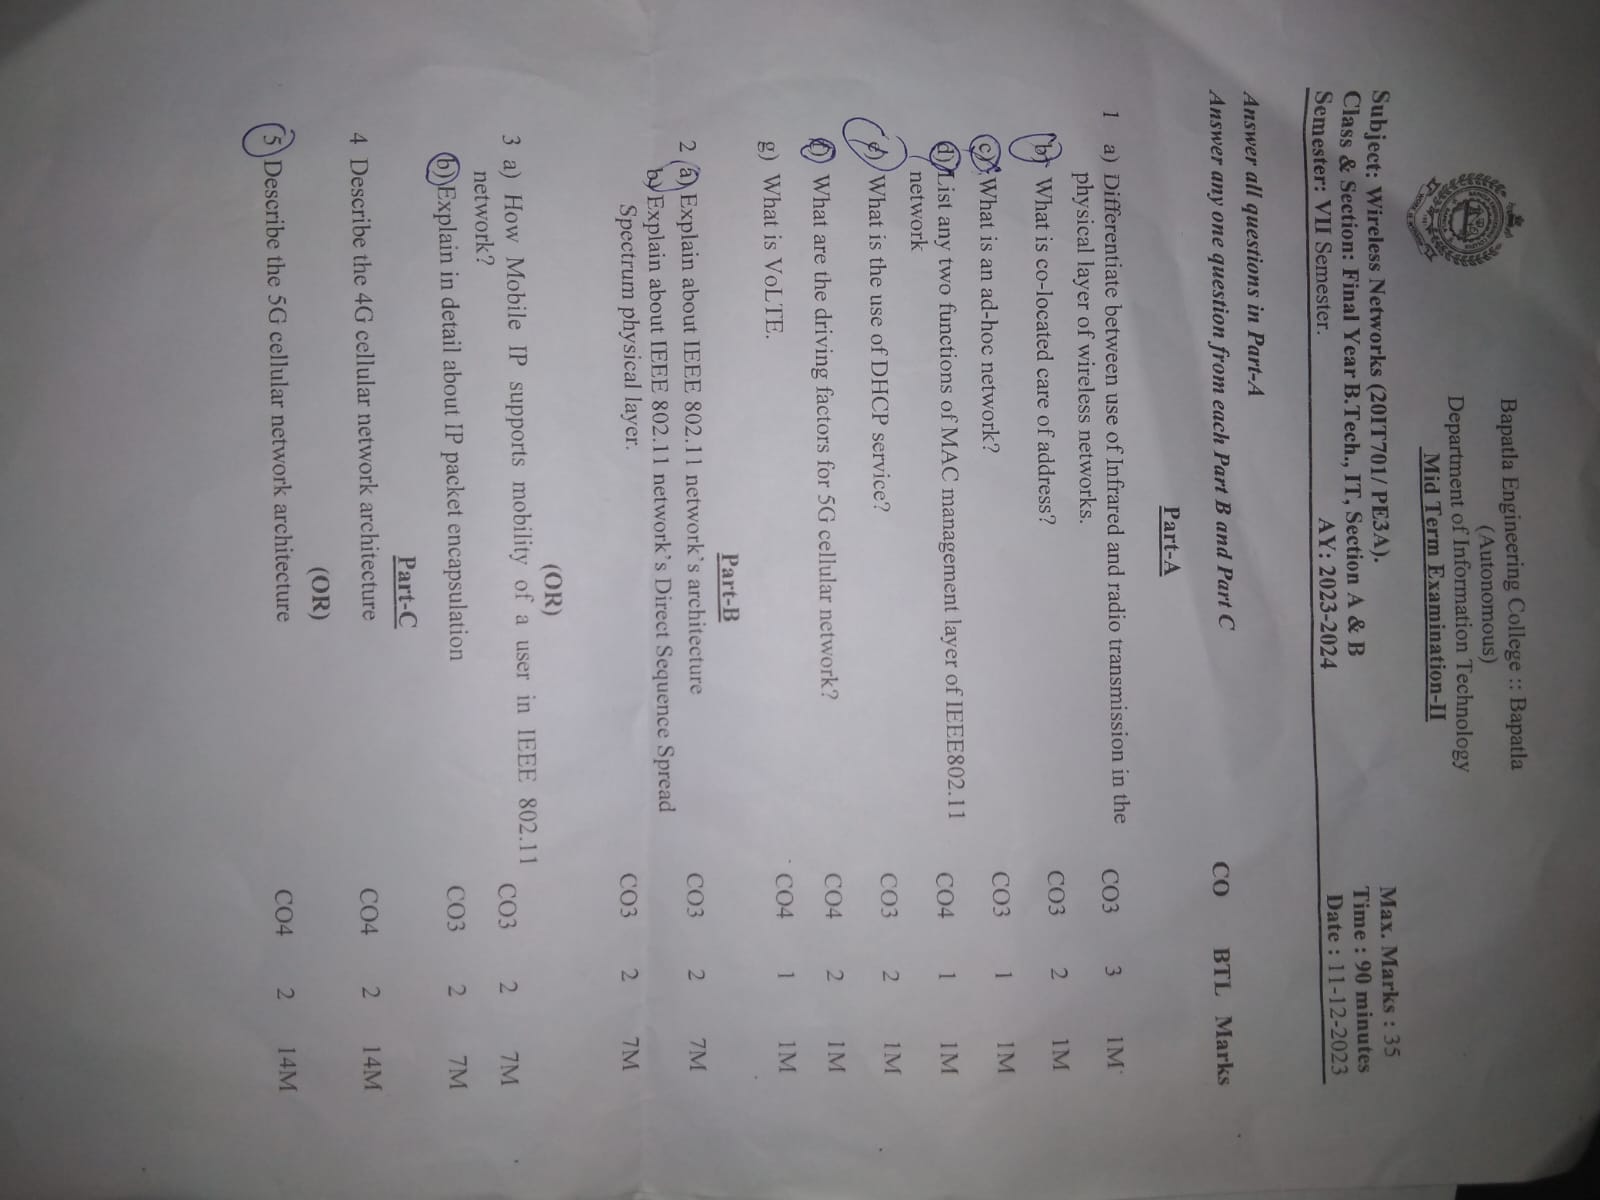 Bapatla Engineering College :: Bapatla
(Autonomous)
Department of Information Technology
Mid Term Examination-II
Subject: Wireless Networks (20IT701/ PE3A). Max. Marks : 35
Class & Section: Final Year B.Tech., IT, Section A & B Time : 90 minutes
Semester: VII Semester. AY: 2023-2024 Date : 11-12-2023
Answer all questions in Part-A
Answer any one question from each Part B and Part C CO BTL Marks
Part-A
1 a) Differentiate between use of Infrared and radio transmission in the CO3 3 1M
physical layer of wireless networks.
b) What is co-located care of address? CO3 2 1M
c) What is an ad-hoc network? CO3 1 1M
d) List any two functions of MAC management layer of IEEE802.11 CO4 1 1M
network
e) What is the use of DHCP service? CO3 2 1M
f) What are the driving factors for 5G cellular network? CO4 2 1M
g) What is VoLTE. CO4 1 1M
Part-B
2 a) Explain about IEEE 802.11 network's architecture CO3 2 7M
b) Explain about IEEE 802.11 network's Direct Sequence Spread
Spectrum physical layer. CO3 2 7M
(OR)
3 a) How Mobile IP supports mobility of a user in IEEE 802.11 CO3 2 7M
network?
b) Explain in detail about IP packet encapsulation CO3 2 7M
Part-C
4 Describe the 4G cellular network architecture CO4 2 14M
(OR)
5 Describe the 5G cellular network architecture CO4 2 14M